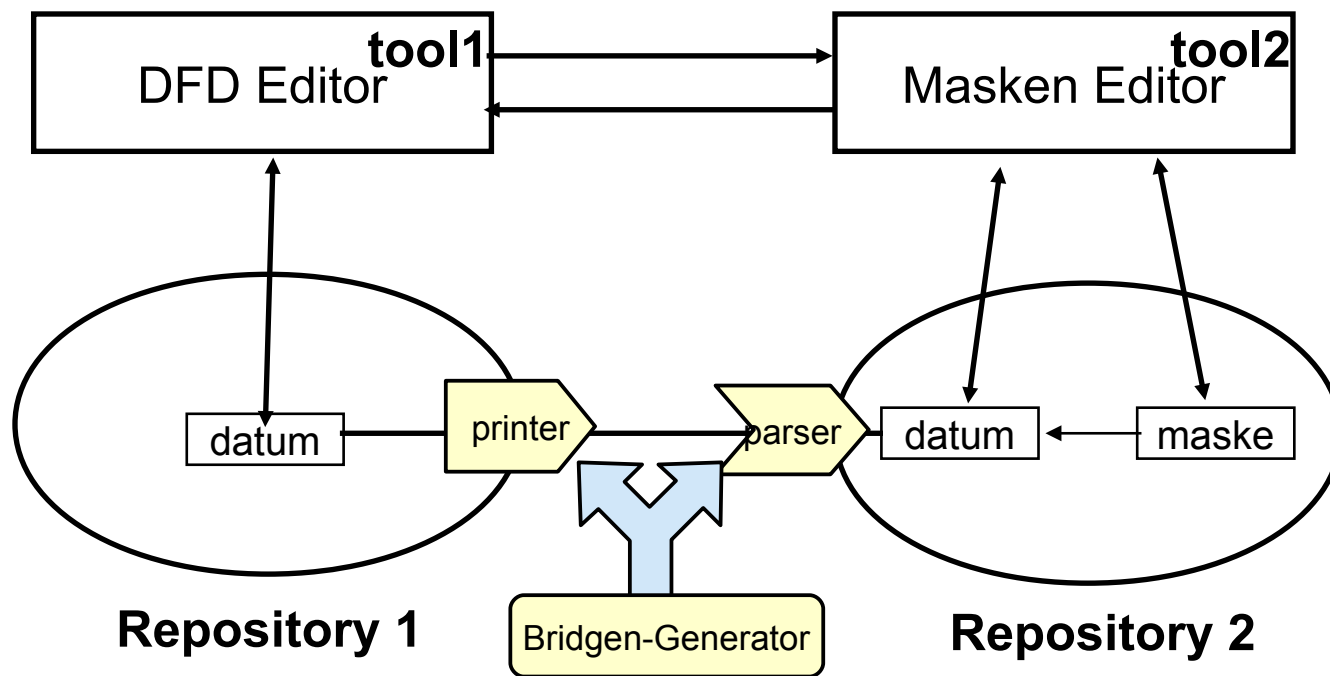 tool1
DFD Editor
tool2
Masken Editor
datum
printer
parser
datum
maske
Repository 1
Bridgen-Generator
Repository 2